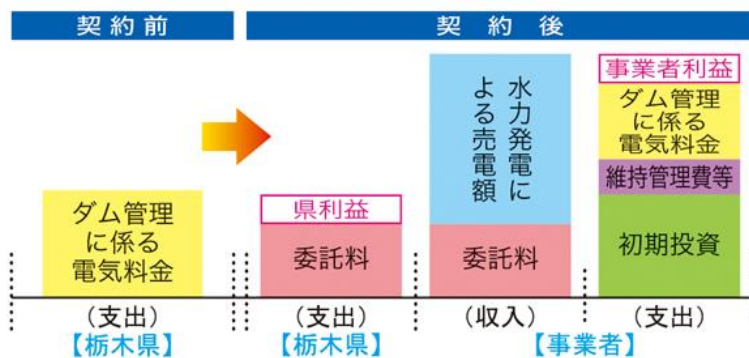 契約前
契約後
ダム管理
に係る
電気料金
県利益
委託料
水力発電に
よる売電額
委託料
事業者利益
ダム管理
に係る
電気料金
維持管理費等
初期投資
(支出)
(支出)
(収入)
(支出)
【栃木県】
【栃木県】
【事業者】